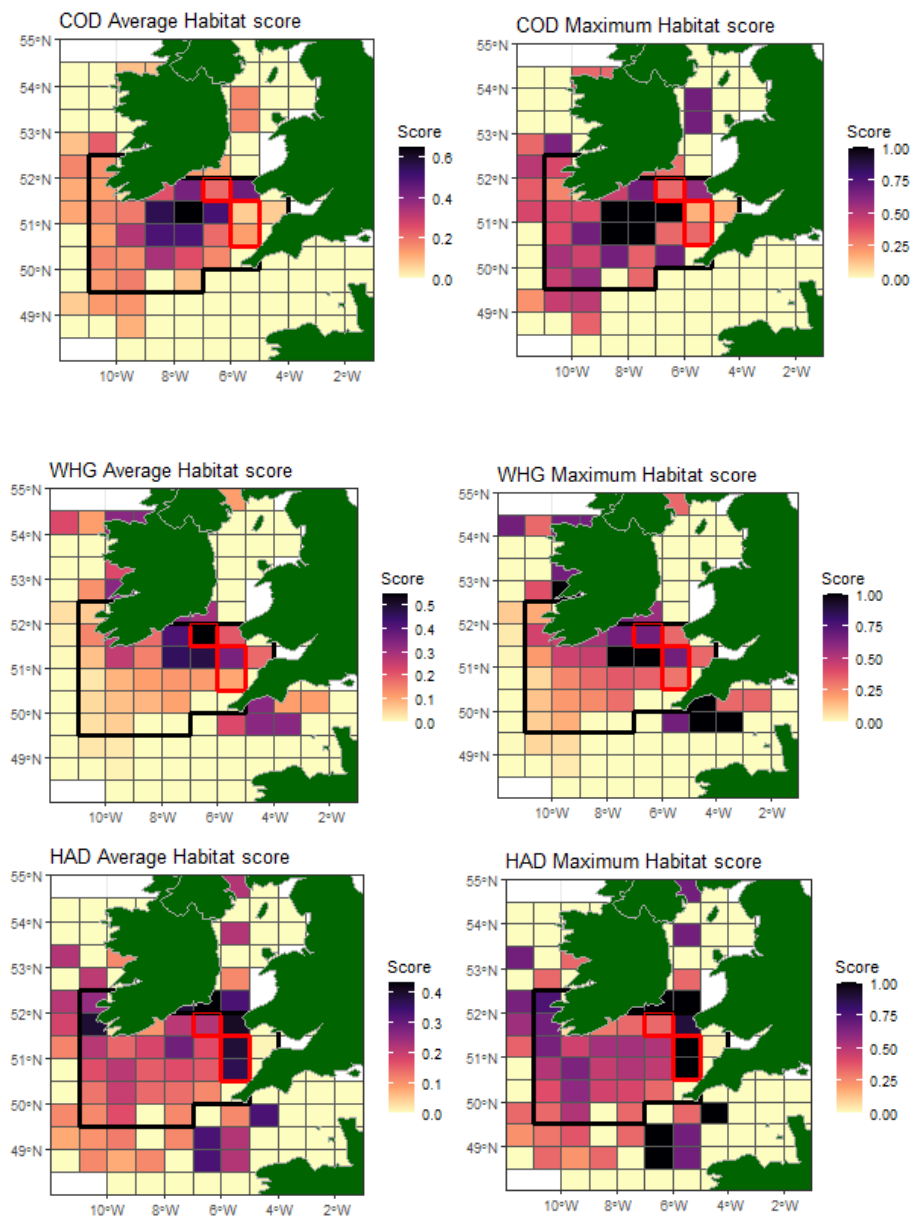 COD Average Habitat score
55°N
54°N
53°N
52°N
51°N
50°N
49°N
10°W 8°W 6°W 4°W 2°W
Score
0.6
0.4
0.2
0.0
COD Maximum Habitat score
55°N
54°N
53°N
52°N
51°N
50°N
49°N
10°W 8°W 6°W 4°W 2°W
Score
1.00
0.75
0.50
0.25
0.00
WHG Average Habitat score
55°N
54°N
53°N
52°N
51°N
50°N
49°N
10°W 8°W 6°W 4°W 2°W
Score
0.5
0.4
0.3
0.2
0.1
0.0
WHG Maximum Habitat score
55°N
54°N
53°N
52°N
51°N
50°N
49°N
10°W 8°W 6°W 4°W 2°W
Score
1.00
0.75
0.50
0.25
0.00
HAD Average Habitat score
55°N
54°N
53°N
52°N
51°N
50°N
49°N
10°W 8°W 6°W 4°W 2°W
Score
0.4
0.3
0.2
0.1
0.0
HAD Maximum Habitat score
55°N
54°N
53°N
52°N
51°N
50°N
49°N
10°W 8°W 6°W 4°W 2°W
Score
1.00
0.75
0.50
0.25
0.00